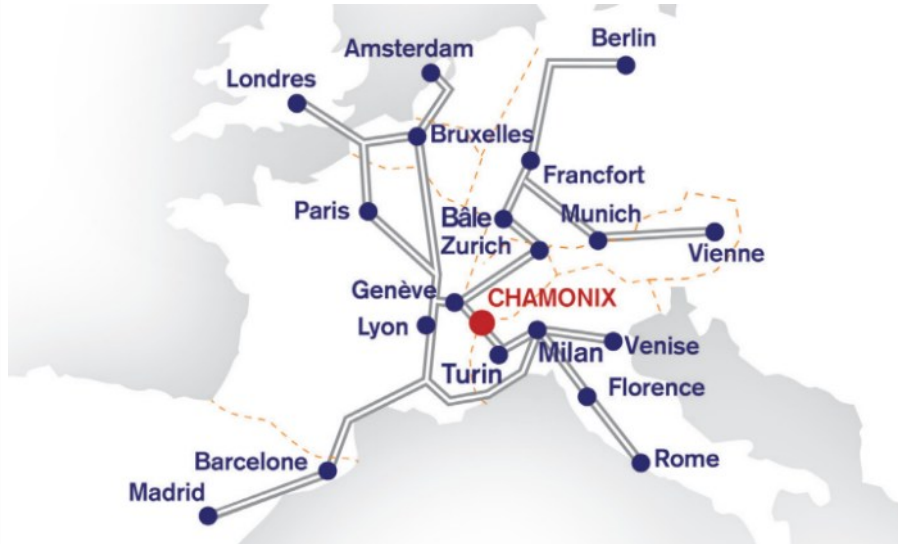 Berlin
Amsterdam
Londres
Bruxelles
Francfort
Paris
Bâle
Munich
Zurich
Vienne
Genève
CHAMONIX
Lyon
Milan
Venise
Turin
Florence
Barcelone
Rome
Madrid